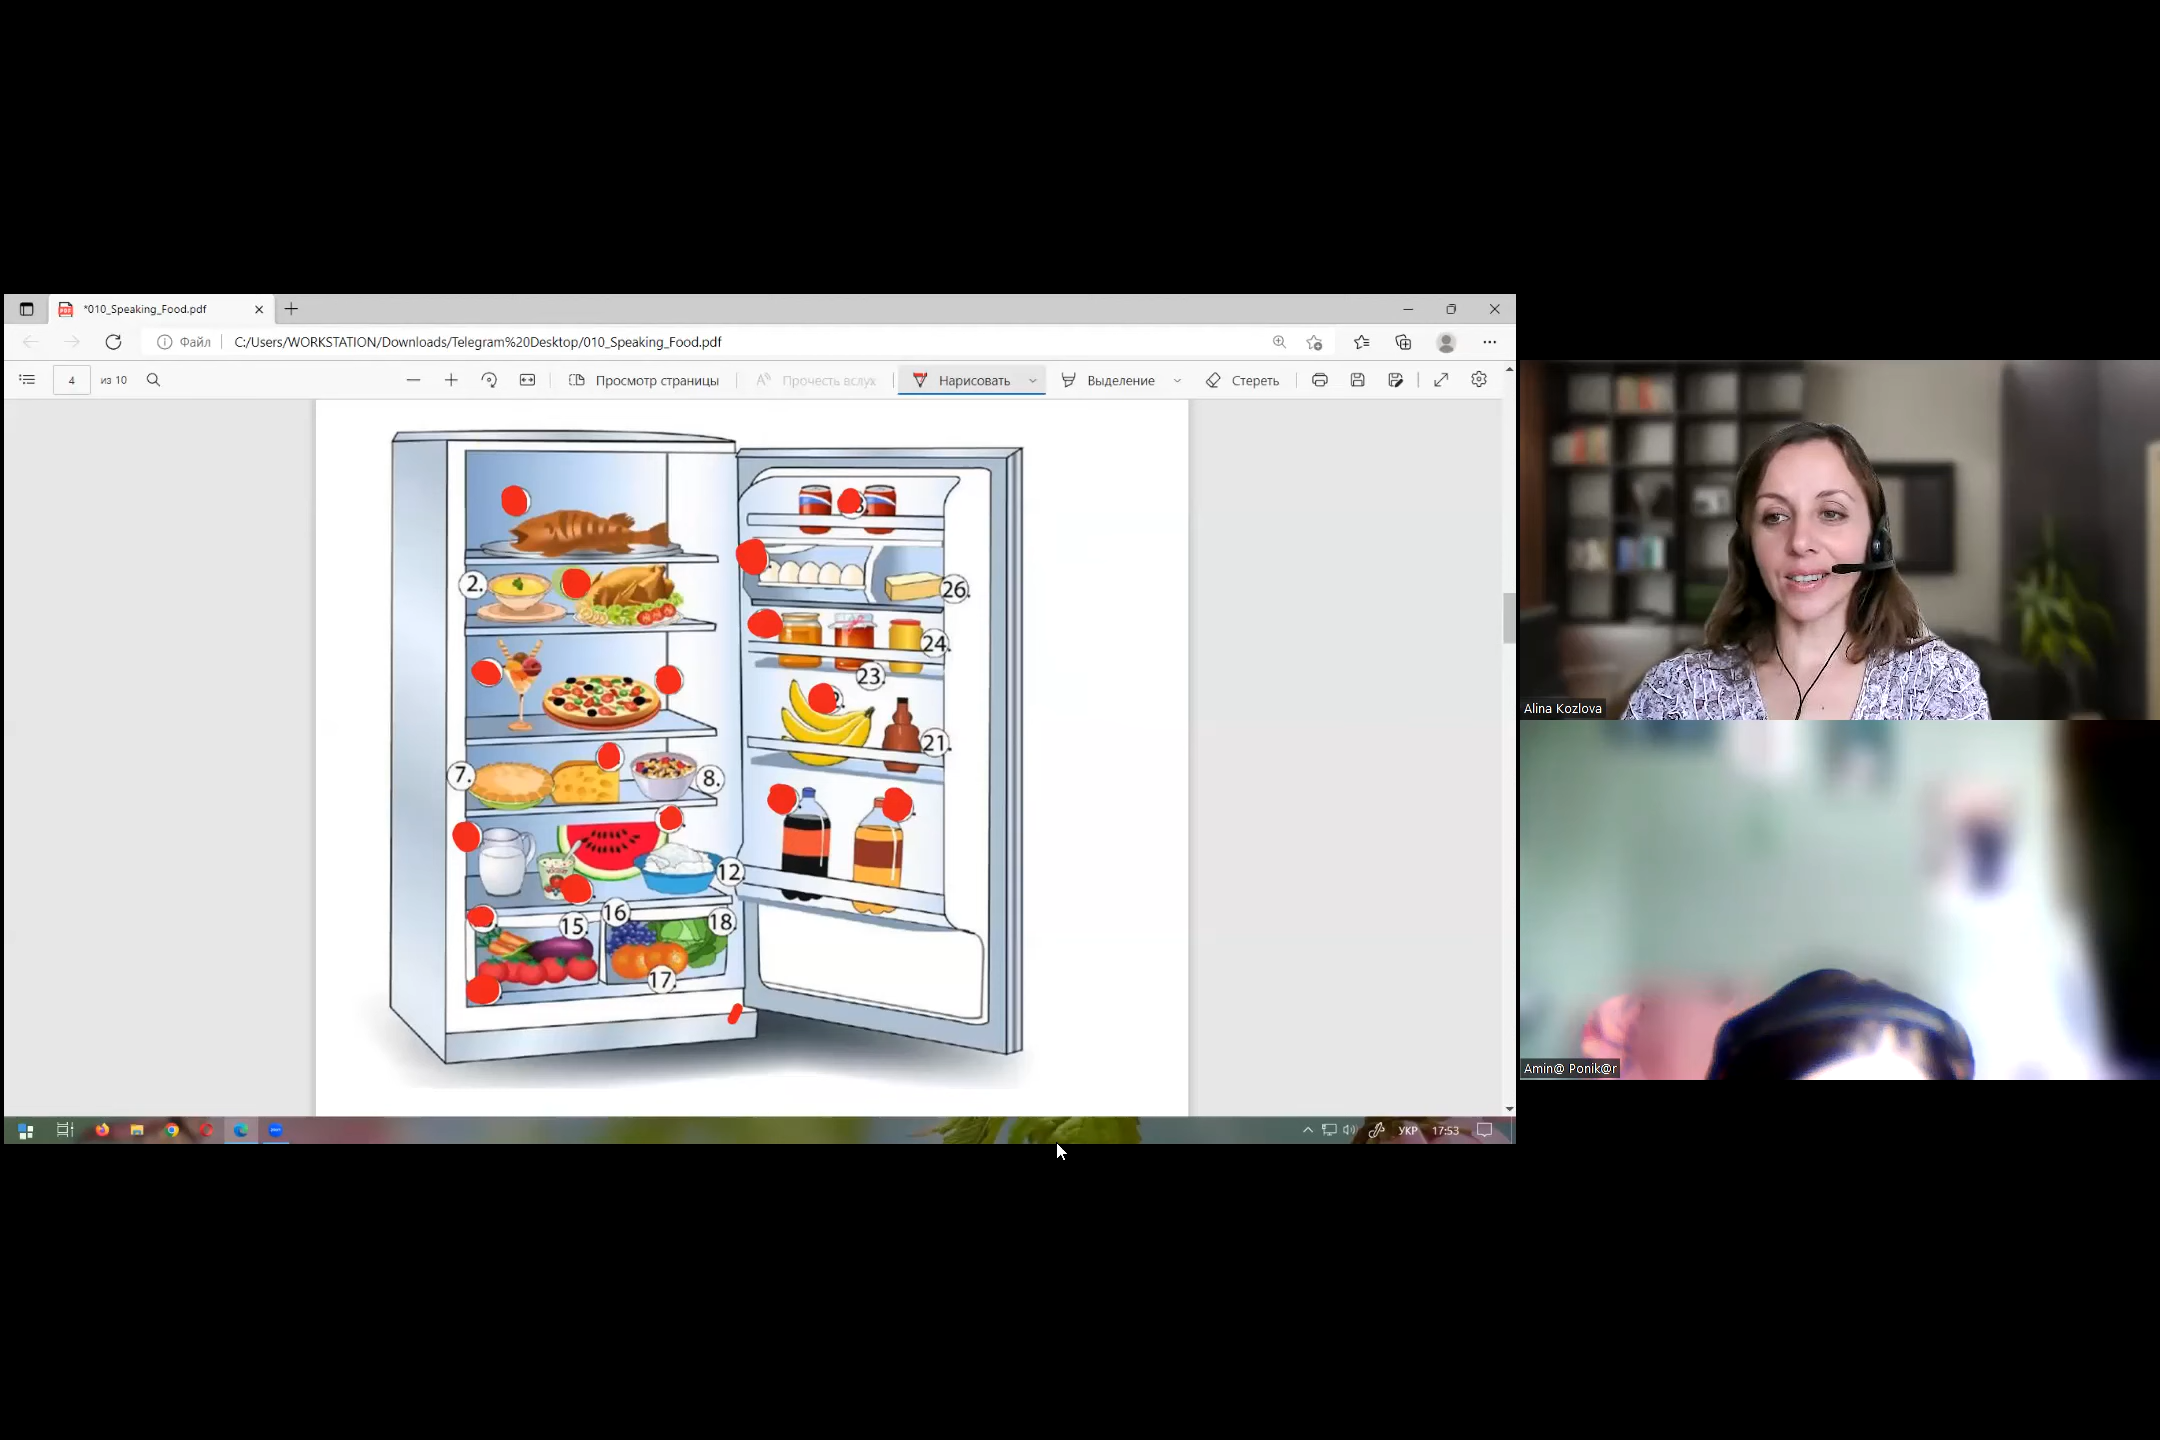 *010_Speaking_Food.pdf
Файл
C:/Users/WORKSTATION/Downloads/Telegram%20Desktop/010_Speaking_Food.pdf
4 из 10
Просмотр страницы
Прочесть вслух
Нарисовать
Выделение
Стереть
2.
26.
24.
23.
21.
7.
8.
12.
15.
16
18.
17.
УКР
17:53
Alina Kozlova
Amin@ Ponik@r